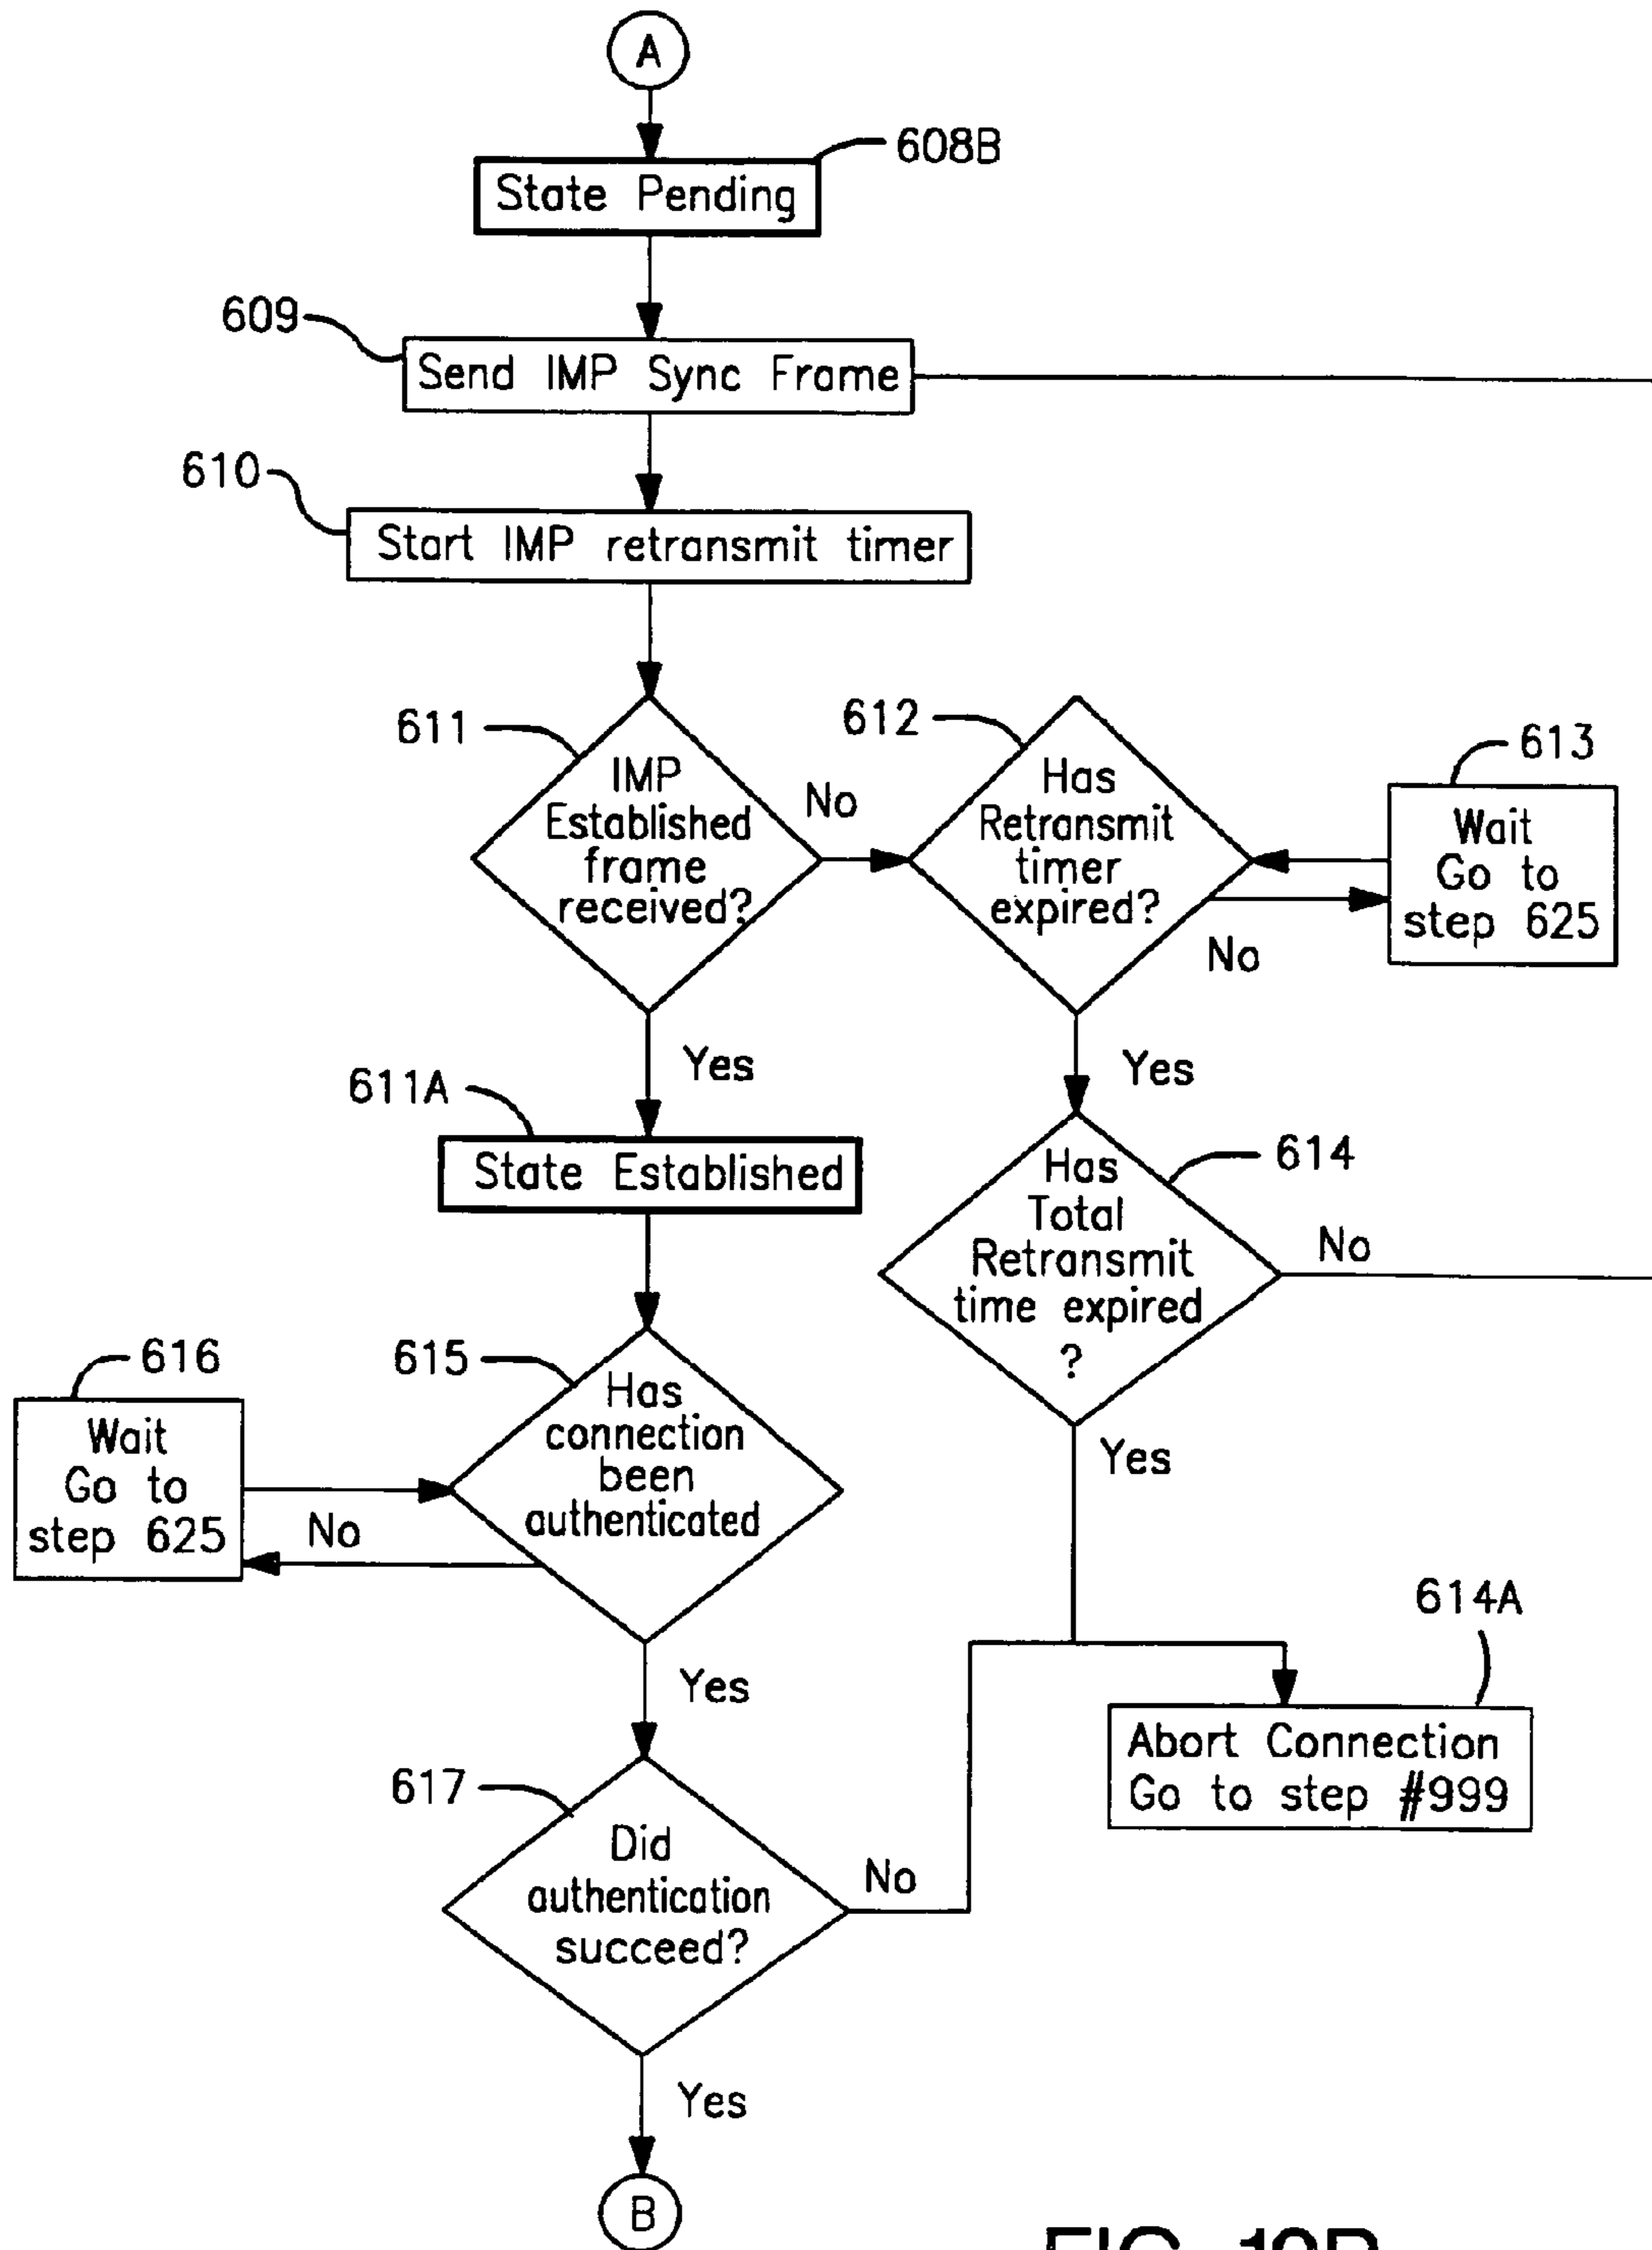 A
608B
State Pending
609
Send IMP Sync Frame
610
Start IMP retransmit timer
611
IMP
Established
frame
received?
No
612
Has
Retransmit
timer
expired?
No
613
Wait
Go to
step 625
Yes
611A
State Established
Yes
614
Has
Total
Retransmit
time expired
?
No
Yes
616
Wait
Go to
step 625
No
615
Has
connection
been
authenticated
Yes
614A
Abort Connection
Go to step #999
617
Did
authentication
succeed?
No
Yes
B